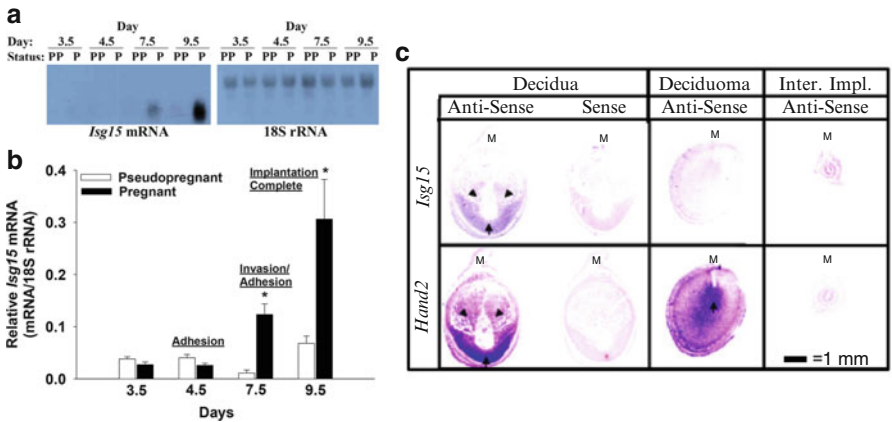 a
Day
Day: 3.5 4.5 7.5 9.5 3.5 4.5 7.5 9.5
Status: PP P PP P PP P PP P PP P PP P PP P PP P
Isg15 mRNA 18S rRNA
b
Relative Isg15 mRNA
(mRNA/18S rRNA)
0.4
0.3
0.2
0.1
0.0
Pseudopregnant
Pregnant
Implantation
Complete
*
Invasion/
Adhesion
*
Adhesion
3.5 4.5 7.5 9.5
Days
c
Decidua Deciduoma Inter. Impl.
Anti-Sense Sense Anti-Sense Anti-Sense
Isg15
M M M M
Hand2
M M M M
=1 mm